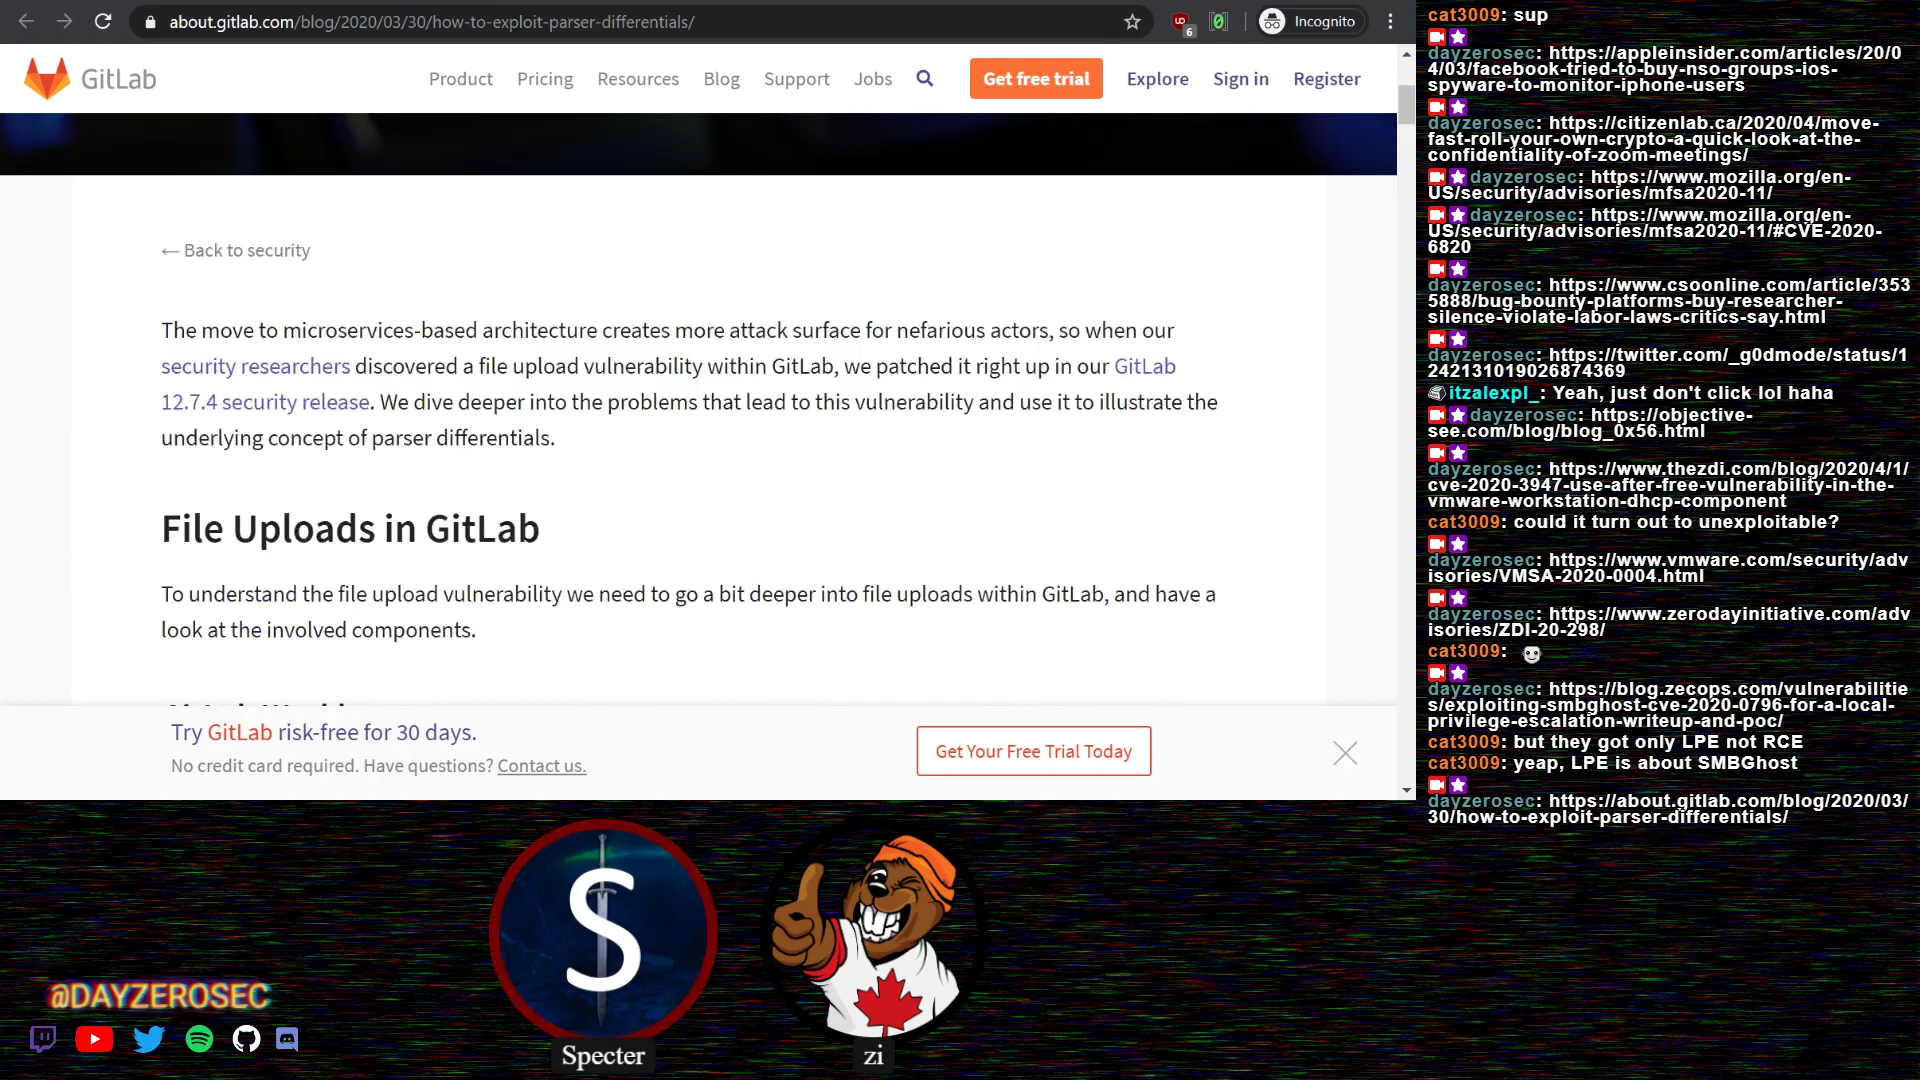 about.gitlab.com/blog/2020/03/30/how-to-exploit-parser-differentials/
6
Incognito
GitLab
Product
Pricing
Resources
Blog
Support
Jobs
Get free trial
Explore
Sign in
Register
← Back to security
The move to microservices-based architecture creates more attack surface for nefarious actors, so when our
security researchers discovered a file upload vulnerability within GitLab, we patched it right up in our GitLab
12.7.4 security release. We dive deeper into the problems that lead to this vulnerability and use it to illustrate the
underlying concept of parser differentials.
File Uploads in GitLab
To understand the file upload vulnerability we need to go a bit deeper into file uploads within GitLab, and have a
look at the involved components.
Try GitLab risk-free for 30 days.
No credit card required. Have questions? Contact us.
Get Your Free Trial Today
cat3009: sup
dayzerosec: https://appleinsider.com/articles/20/0
4/03/facebook-tried-to-buy-nso-groups-ios-
spyware-to-monitor-iphone-users
dayzerosec: https://citizenlab.ca/2020/04/move-
fast-roll-your-own-crypto-a-quick-look-at-the-
confidentiality-of-zoom-meetings/
dayzerosec: https://www.mozilla.org/en-
US/security/advisories/mfsa2020-11/
dayzerosec: https://www.mozilla.org/en-
US/security/advisories/mfsa2020-11/#CVE-2020-
6820
dayzerosec: https://www.csoonline.com/article/353
5888/bug-bounty-platforms-buy-researcher-
silence-violate-labor-laws-critics-say.html
dayzerosec: https://twitter.com/_g0dmode/status/1
242131019026874369
itzalexpl_: Yeah, just don't click lol haha
dayzerosec: https://objective-
see.com/blog/blog_0x56.html
dayzerosec: https://www.thezdi.com/blog/2020/4/1/
cve-2020-3947-use-after-free-vulnerability-in-the-
vmware-workstation-dhcp-component
cat3009: could it turn out to unexploitable?
dayzerosec: https://www.vmware.com/security/adv
isories/VMSA-2020-0004.html
dayzerosec: https://www.zerodayinitiative.com/adv
isories/ZDI-20-298/
cat3009:
dayzerosec: https://blog.zecops.com/vulnerabilitie
s/exploiting-smbghost-cve-2020-0796-for-a-local-
privilege-escalation-writeup-and-poc/
cat3009: but they got only LPE not RCE
cat3009: yeap, LPE is about SMBGhost
dayzerosec: https://about.gitlab.com/blog/2020/03/
30/how-to-exploit-parser-differentials/
@DAYZEROSEC
S
Specter
zi